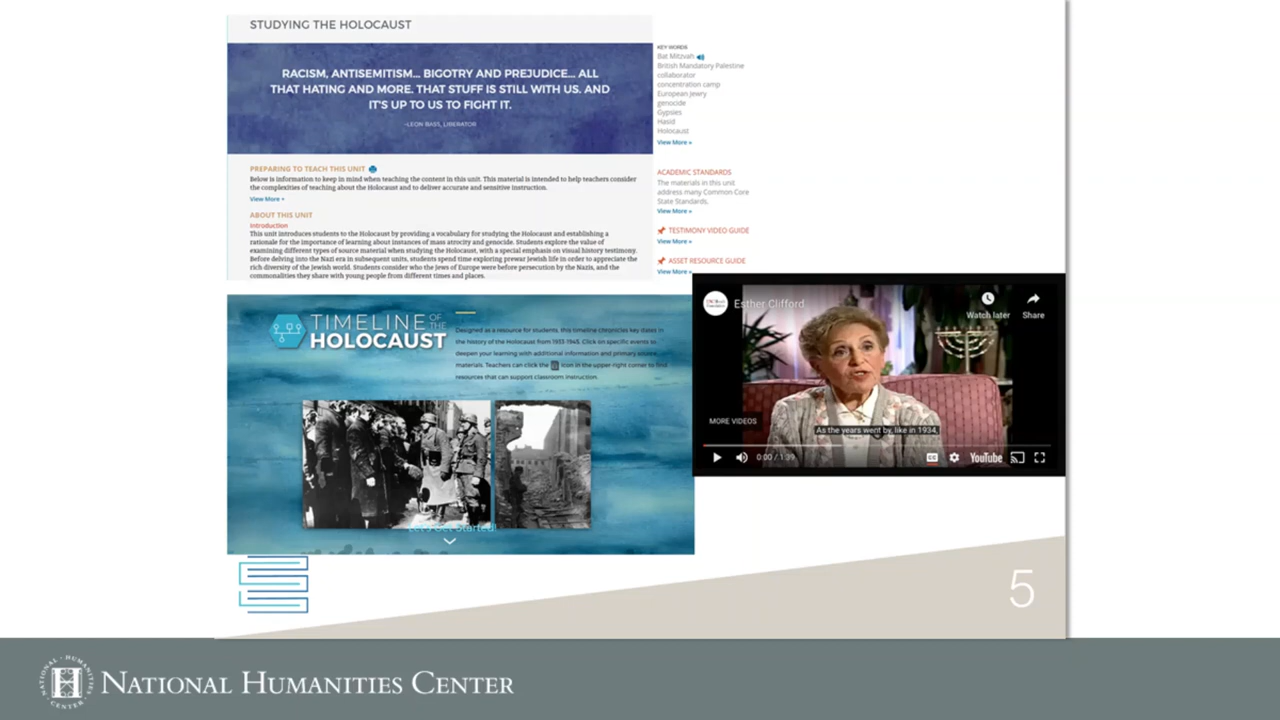 STUDYING THE HOLOCAUST
RACISM, ANTISEMITISM... BIGOTRY AND PREJUDICE... ALL
THAT HATING AND MORE. THAT STUFF IS STILL WITH US. AND
IT'S UP TO US TO FIGHT IT.
-LEON BASS, LIBERATOR
PREPARING TO TEACH THIS UNIT
Below is information to keep in mind when teaching the content in this unit. This material is intended to help teachers consider
the complexities of teaching about the Holocaust and to deliver accurate and sensitive instruction.
View More +
ABOUT THIS UNIT
Introduction
This unit introduces students to the Holocaust by providing a vocabulary for studying the Holocaust and establishing a
rationale for the importance of learning about instances of mass atrocity and genocide. Students explore the value of
examining different types of source material when studying the Holocaust, with a special emphasis on visual history testimony.
Before delving into the Nazi era in subsequent units, students spend time exploring prewar Jewish life in order to appreciate the
rich diversity of the Jewish world. Students consider who the Jews of Europe were before persecution by the Nazis, and the
commonalities they share with young people from different times and places.
KEY WORDS
Bat Mitzvah
British Mandatory Palestine
collaborator
concentration camp
European Jewry
genocide
Gypsies
Hasid
Holocaust
View More »
ACADEMIC STANDARDS
The materials in this unit
address many Common Core
State Standards.
View More »
TESTIMONY VIDEO GUIDE
View More »
ASSET RESOURCE GUIDE
View More »
TIMELINE OF THE
HOLOCAUST
Designed as a resource for students, this timeline chronicles key dates in
the history of the Holocaust from 1933-1945. Click on specific events to
deepen your learning with additional information and primary source
materials. Teachers can click the icon in the upper-right corner to find
resources that can support classroom instruction.
Let's Get Started!
Esther Clifford
Watch later
Share
MORE VIDEOS
As the years went by, like in 1934,
0:00 / 1:39
CC
YouTube
5
NATIONAL HUMANITIES CENTER
NATIONAL HUMANITIES CENTER